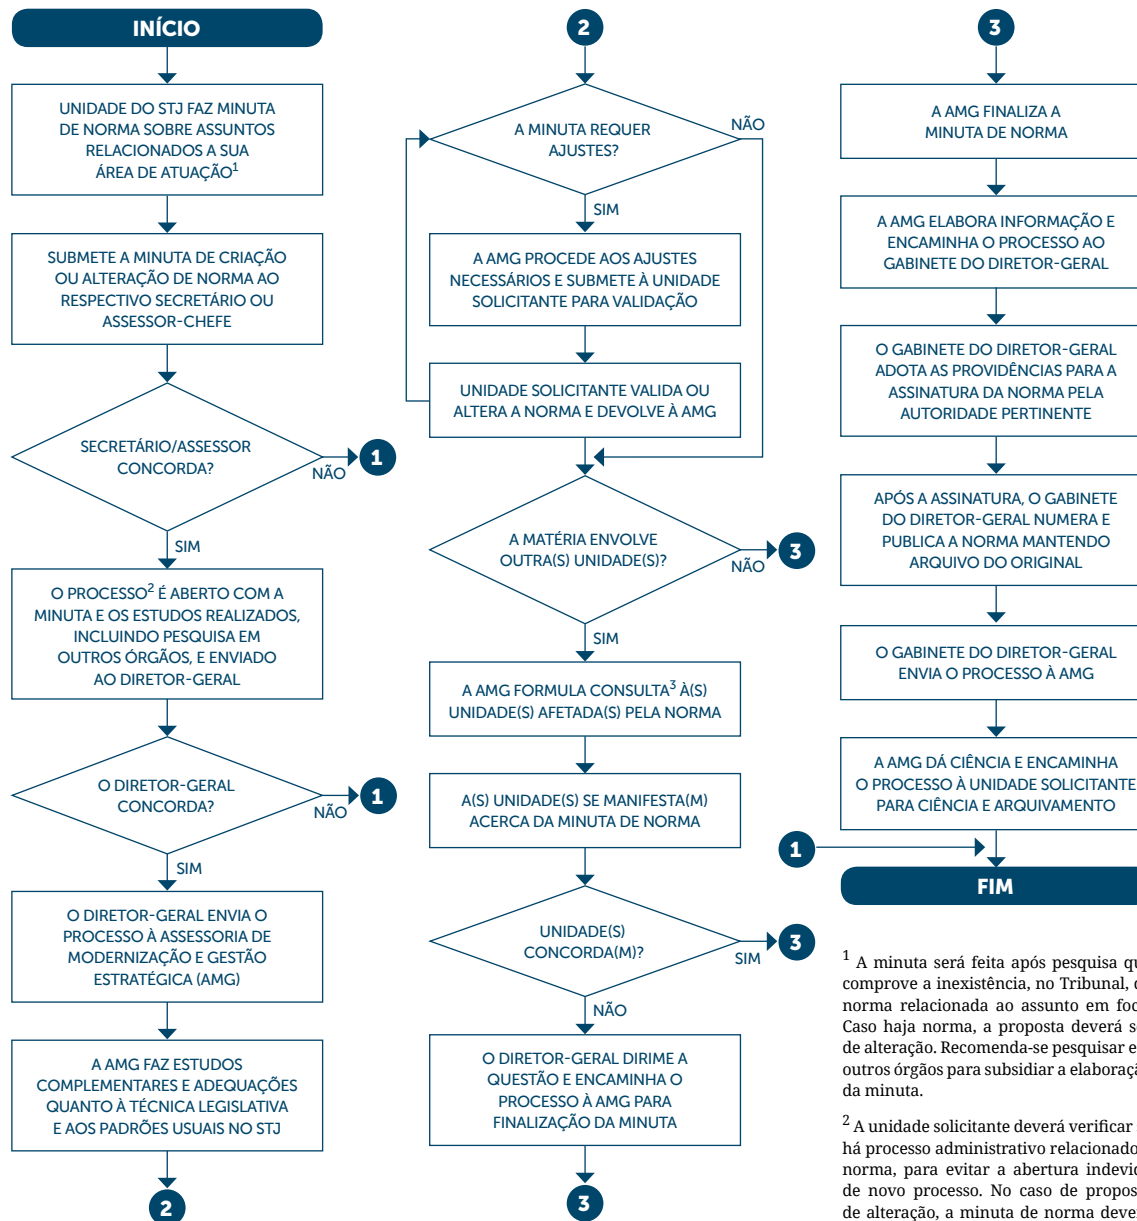 INÍCIO
UNIDADE DO STJ FAZ MINUTA
DE NORMA SOBRE ASSUNTOS
RELACIONADOS A SUA
ÁREA DE ATUAÇÃO1
SUBMETE A MINUTA DE CRIAÇÃO
OU ALTERAÇÃO DE NORMA AO
RESPECTIVO SECRETÁRIO OU
ASSESSOR-CHEFE
SECRETÁRIO/ASSESSOR
CONCORDA?
NÃO
1
SIM
O PROCESSO2 É ABERTO COM A
MINUTA E OS ESTUDOS REALIZADOS,
INCLUINDO PESQUISA EM
OUTROS ÓRGÃOS, E ENVIADO
AO DIRETOR-GERAL
O DIRETOR-GERAL
CONCORDA?
NÃO
1
SIM
O DIRETOR-GERAL ENVIA O
PROCESSO À ASSESSORIA DE
MODERNIZAÇÃO E GESTÃO
ESTRATÉGICA (AMG)
A AMG FAZ ESTUDOS
COMPLEMENTARES E ADEQUAÇÕES
QUANTO À TÉCNICA LEGISLATIVA
E AOS PADRÕES USUAIS NO STJ
2
2
A MINUTA REQUER
AJUSTES?
NÃO
SIM
A AMG PROCEDE AOS AJUSTES
NECESSÁRIOS E SUBMETE À UNIDADE
SOLICITANTE PARA VALIDAÇÃO
UNIDADE SOLICITANTE VALIDA OU
ALTERA A NORMA E DEVOLVE À AMG
A MATÉRIA ENVOLVE
OUTRA(S) UNIDADE(S)?
NÃO
3
SIM
A AMG FORMULA CONSULTA3 À(S)
UNIDADE(S) AFETADA(S) PELA NORMA
A(S) UNIDADE(S) SE MANIFESTA(M)
ACERCA DA MINUTA DE NORMA
UNIDADE(S)
CONCORDA(M)?
SIM
3
NÃO
O DIRETOR-GERAL DIRIME A
QUESTÃO E ENCAMINHA O
PROCESSO À AMG PARA
FINALIZAÇÃO DA MINUTA
3
3
A AMG FINALIZA A
MINUTA DE NORMA
A AMG ELABORA INFORMAÇÃO E
ENCAMINHA O PROCESSO AO
GABINETE DO DIRETOR-GERAL
O GABINETE DO DIRETOR-GERAL
ADOTA AS PROVIDÊNCIAS PARA A
ASSINATURA DA NORMA PELA
AUTORIDADE PERTINENTE
APÓS A ASSINATURA, O GABINETE
DO DIRETOR-GERAL NUMERA E
PUBLICA A NORMA MANTENDO
ARQUIVO DO ORIGINAL
O GABINETE DO DIRETOR-GERAL
ENVIA O PROCESSO À AMG
A AMG DÁ CIÊNCIA E ENCAMINHA
O PROCESSO À UNIDADE SOLICITANTE
PARA CIÊNCIA E ARQUIVAMENTO
1
FIM
1 A minuta será feita após pesquisa
comprove a inexistência, no Tribunal,
norma relacionada ao assunto em
Caso haja norma, a proposta deverá
de alteração. Recomenda-se pesquisar
outros órgãos para subsidiar a
da minuta.
2 A unidade solicitante deverá verificar
há processo administrativo relacionado
norma, para evitar a abertura
de novo processo. No caso de
de alteração, a minuta de norma